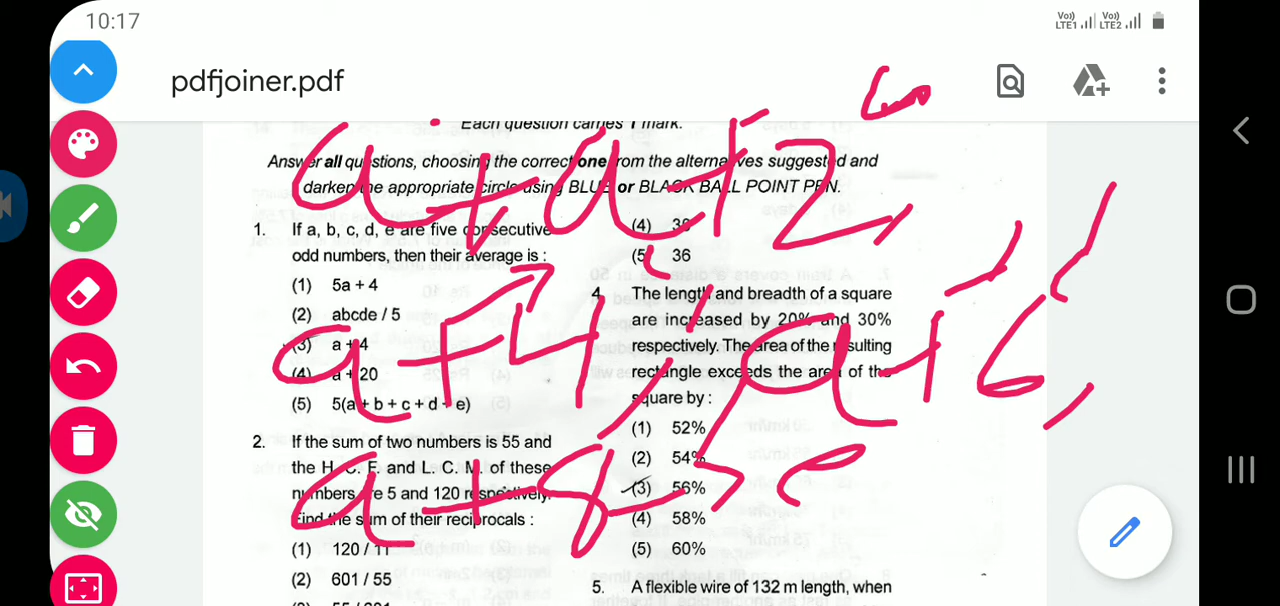 10:17
Vo)) LTE1 Vo)) LTE2
pdfjoiner.pdf
Each question carries 1 mark.
Answer all questions, choosing the correct one from the alternatives suggested and
darken the appropriate circle using BLUE or BLACK BALL POINT PEN.
1. If a, b, c, d, e are five consecutive
odd numbers, then their average is :
(1) 5a + 4
(2) abcde / 5
(3) a + 4
(4) a + 20
(5) 5(a + b + c + d + e)
2. If the sum of two numbers is 55 and
the H. C. F. and L. C. M. of these
numbers are 5 and 120 respectively.
Find the sum of their reciprocals :
(1) 120 / 11
(2) 601 / 55
(4) 36
(5) 36
4. The length and breadth of a square
are increased by 20% and 30%
respectively. The area of the resulting
rectangle exceeds the area of the
square by :
(1) 52%
(2) 54%
(3) 56%
(4) 58%
(5) 60%
5. A flexible wire of 132 m length, when
a + a+2,
a+4, a+6,
a+8